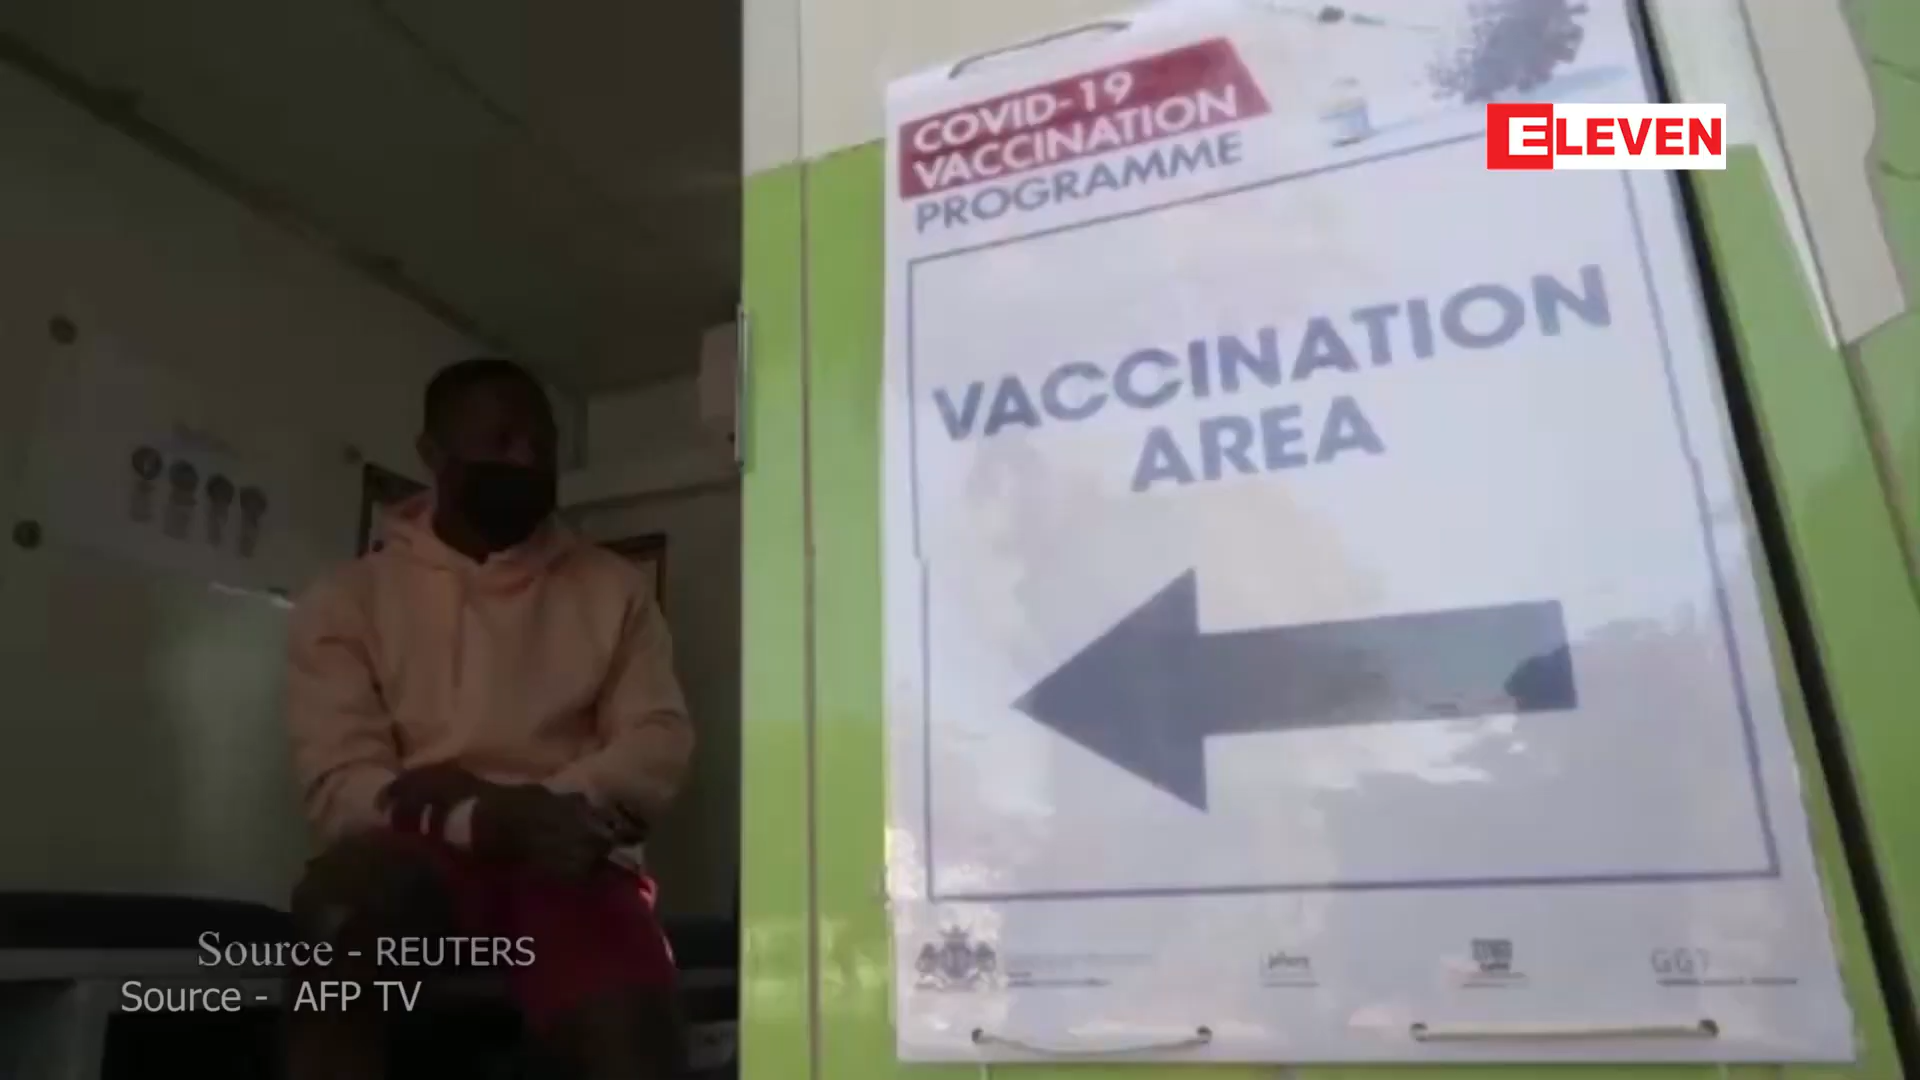 COVID-19
VACCINATION
PROGRAMME
ELEVEN
VACCINATION
AREA
Source - REUTERS
Source - AFP TV